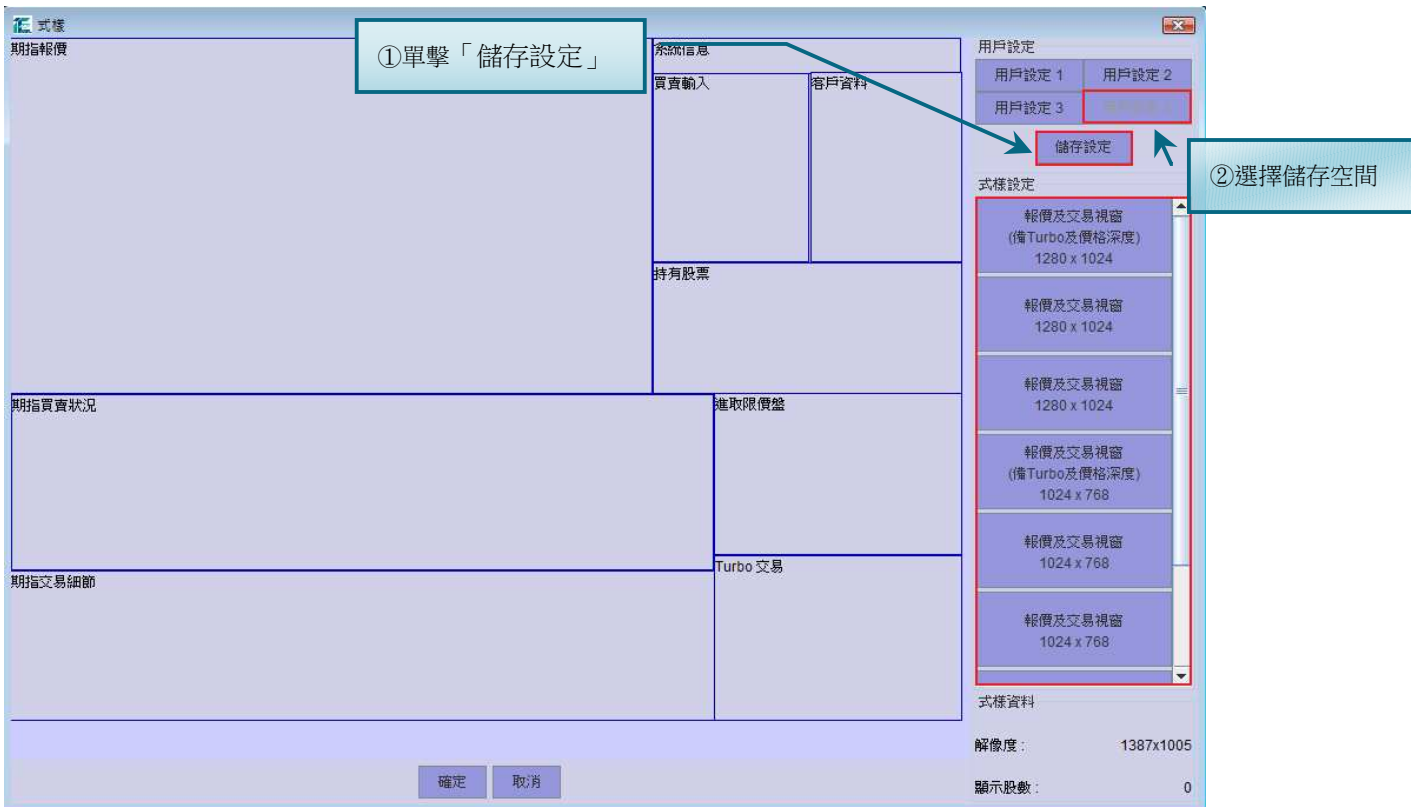 式樣
期指報價
①單擊「儲存設定」
系統信息
用戶設定
用戶設定 1
用戶設定 2
用戶設定 3
買賣輸入
客戶資料
儲存設定
②選擇儲存空間
式樣設定
報價及交易視窗
(備Turbo及價格深度)
1280 x 1024
報價及交易視窗
1280 x 1024
報價及交易視窗
1280 x 1024
報價及交易視窗
(備Turbo及價格深度)
1024 x 768
報價及交易視窗
1024 x 768
報價及交易視窗
1024 x 768
持有股票
期指買賣狀況
進取限價盤
期指交易細節
Turbo 交易
式樣資料
解像度 : 1387x1005
顯示股數 : 0
確定
取消